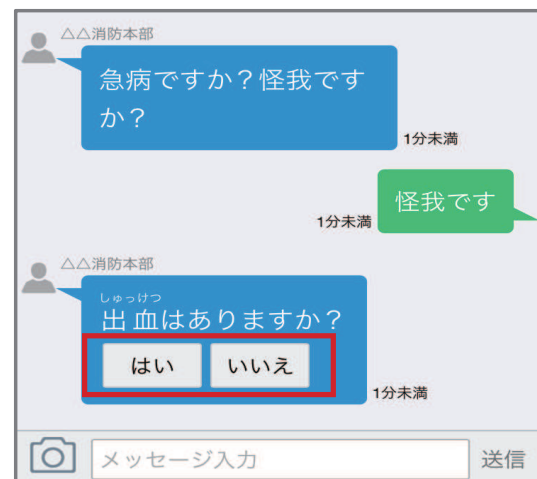 △△消防本部
急病ですか？怪我です
か？
1分未満
怪我です
1分未満
△△消防本部
しゅっけつ
出血はありますか？
はい いいえ
1分未満
メッセージ入力 送信